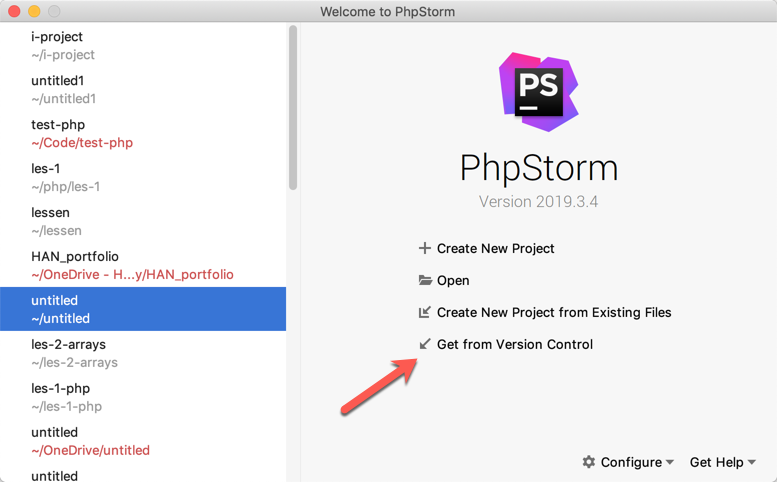 Welcome to PhpStorm
i-project
~/i-project
untitled1
~/untitled1
test-php
~/Code/test-php
les-1
~/php/les-1
lessen
~/lessen
HAN_portfolio
~/OneDrive - H...y/HAN_portfolio
untitled
~/untitled
les-2-arrays
~/les-2-arrays
les-1-php
~/les-1-php
untitled
~/OneDrive/untitled
untitled
PS
PhpStorm
Version 2019.3.4
Create New Project
Open
Create New Project from Existing Files
Get from Version Control
Configure
Get Help